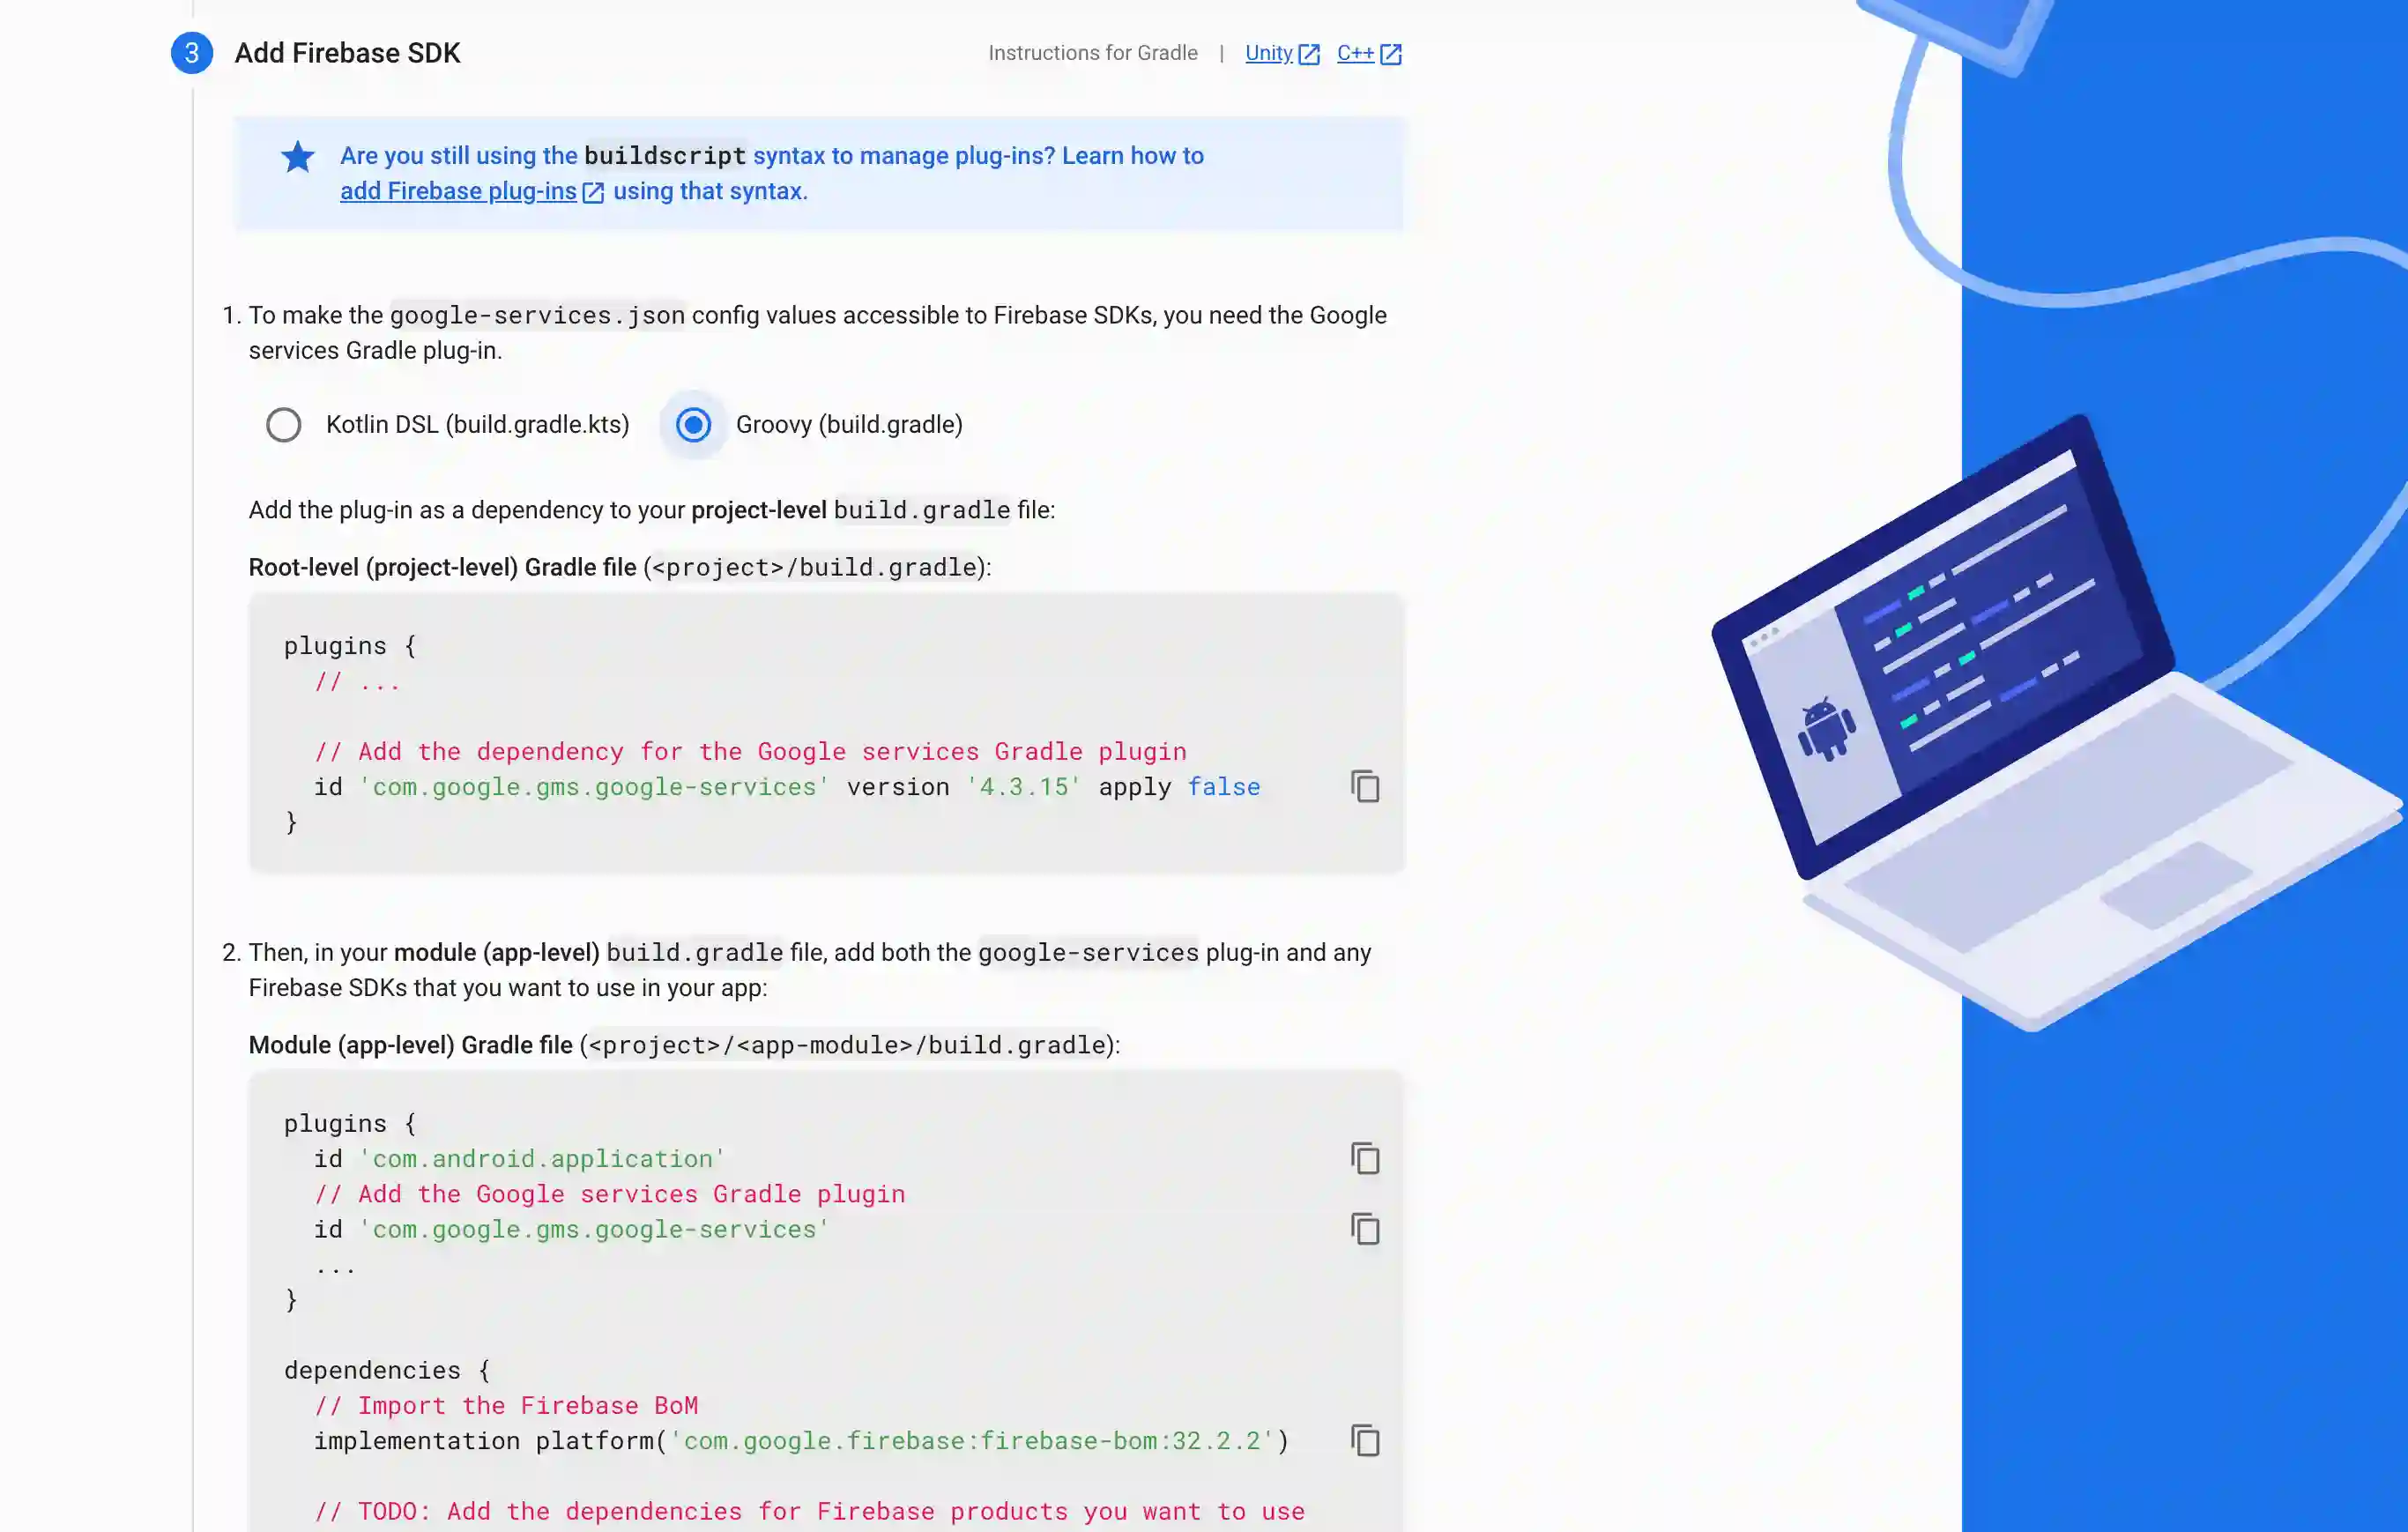 3 Add Firebase SDK Instructions for Gradle | Unity C++
Are you still using the buildscript syntax to manage plug-ins? Learn how to
add Firebase plug-ins using that syntax.
1. To make the google-services.json config values accessible to Firebase SDKs, you need the Google
services Gradle plug-in.
Kotlin DSL (build.gradle.kts) Groovy (build.gradle)
Add the plug-in as a dependency to your project-level build.gradle file:
Root-level (project-level) Gradle file (<project>/build.gradle):
plugins {
// ...
// Add the dependency for the Google services Gradle plugin
id 'com.google.gms.google-services' version '4.3.15' apply false
}
2. Then, in your module (app-level) build.gradle file, add both the google-services plug-in and any
Firebase SDKs that you want to use in your app:
Module (app-level) Gradle file (<project>/<app-module>/build.gradle):
plugins {
id 'com.android.application'
// Add the Google services Gradle plugin
id 'com.google.gms.google-services'
...
}
dependencies {
// Import the Firebase BoM
implementation platform('com.google.firebase:firebase-bom:32.2.2')
// TODO: Add the dependencies for Firebase products you want to use